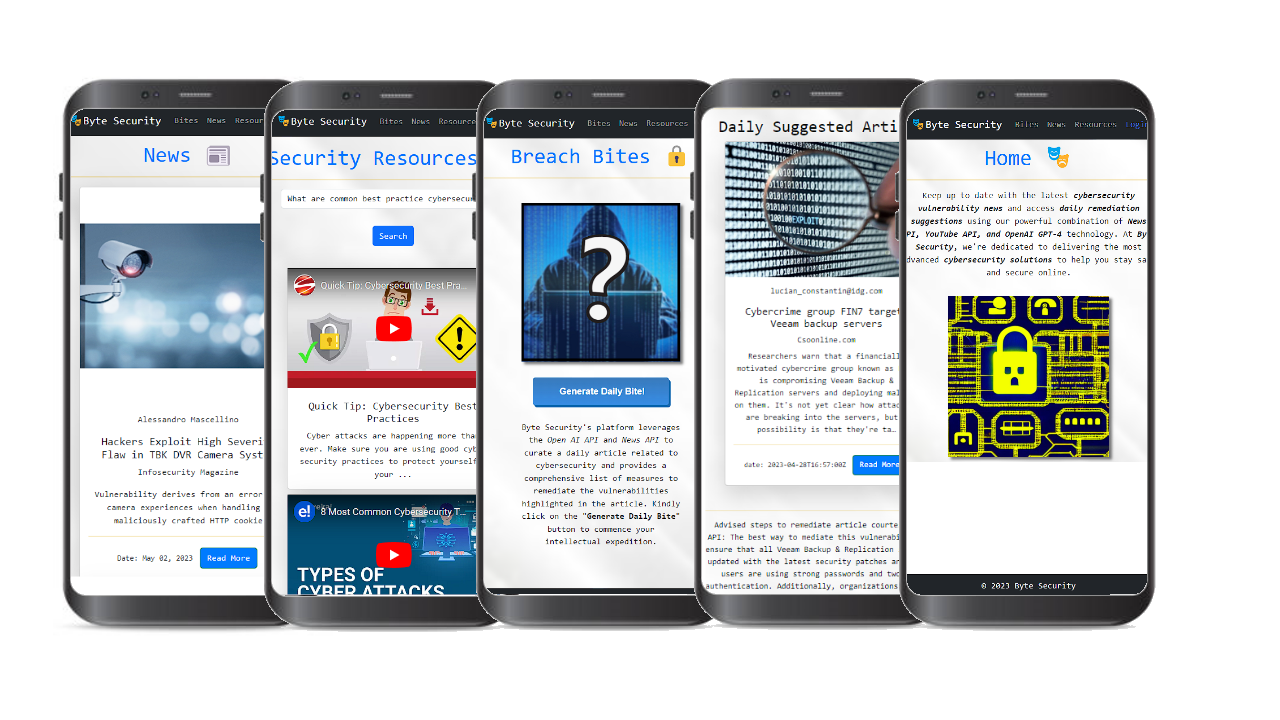 Byte Security Bites News Resour
News
Alessandro Mascellino
Hackers Exploit High Severi
Flaw in TBK DVR Camera Syst
Infosecurity Magazine
Vulnerability derives from an error
camera experiences when handling
maliciously crafted HTTP cookie
Date: May 02, 2023 Read More
Byte Security Bites News Resource
Security Resources
What are common best practice cybersecur
Search
Quick Tip: Cybersecurity Best Pra...
Quick Tip: Cybersecurity Best
Practices
Cyber attacks are happening more tha
ever. Make sure you are using good cyb
security practices to protect yourself
your ...
e!
8 Most Common Cybersecurity T...
TYPES OF
CYBER ATTACKS
Byte Security Bites News Resources
Breach Bites
?
Generate Daily Bite!
Byte Security's platform leverages
the Open AI API and News API to
curate a daily article related to
cybersecurity and provides a
comprehensive list of measures to
remediate the vulnerabilities
highlighted in the article. Kindly
click on the "Generate Daily Bite"
button to commence your
intellectual expedition.
Daily Suggested Arti
EXPLOIT
lucian_constantin@idg.com
Cybercrime group FIN7 target
Veeam backup servers
Csoonline.com
Researchers warn that a financiall
motivated cybercrime group known as
is compromising Veeam Backup &
Replication servers and deploying mal
on them. It's not yet clear how attac
are breaking into the servers, but
possibility is that they're ta…
date: 2023-04-28T16:57:00Z Read More
Advised steps to remediate article courte
API: The best way to mediate this vulnerabi
ensure that all Veeam Backup & Replication
updated with the latest security patches an
users are using strong passwords and two
authentication. Additionally, organizations
Byte Security Bites News Resources Login
Home
Keep up to date with the latest cybersecurity
vulnerability news and access daily remediation
suggestions using our powerful combination of News
PI, YouTube API, and OpenAI GPT-4 technology. At By
Security, we're dedicated to delivering the most
dvanced cybersecurity solutions to help you stay sa
and secure online.
© 2023 Byte Security